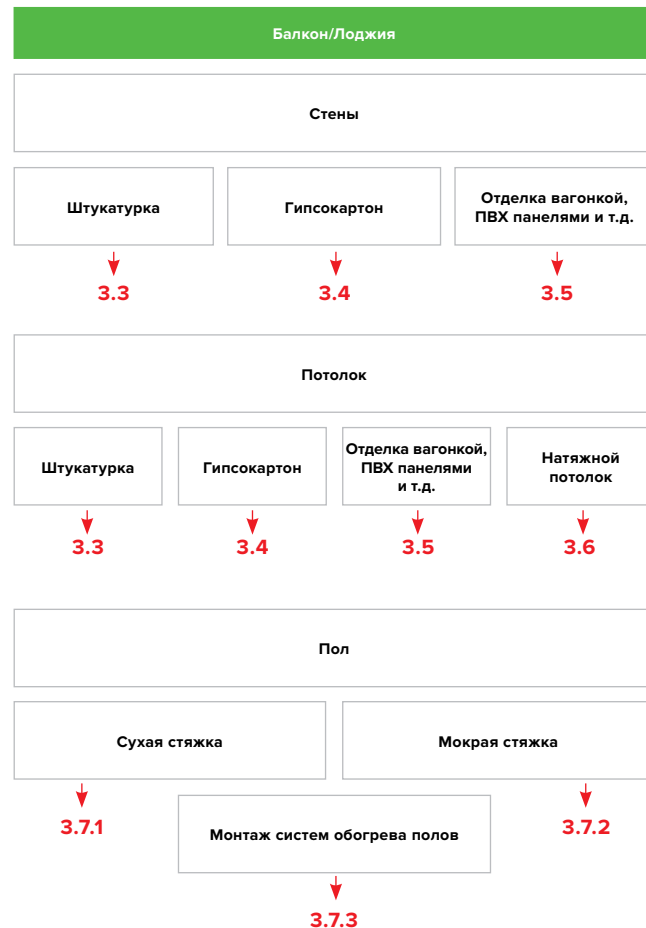 Балкон/Лоджия
Стены
Штукатурка
Гипсокартон
Отделка вагонкой,
ПВХ панелями и т.д.
3.3
3.4
3.5
Потолок
Штукатурка
Гипсокартон
Отделка вагонкой,
ПВХ панелями
и т.д.
Натяжной
потолок
3.3
3.4
3.5
3.6
Пол
Сухая стяжка
Мокрая стяжка
3.7.1
3.7.2
Монтаж систем обогрева полов
3.7.3